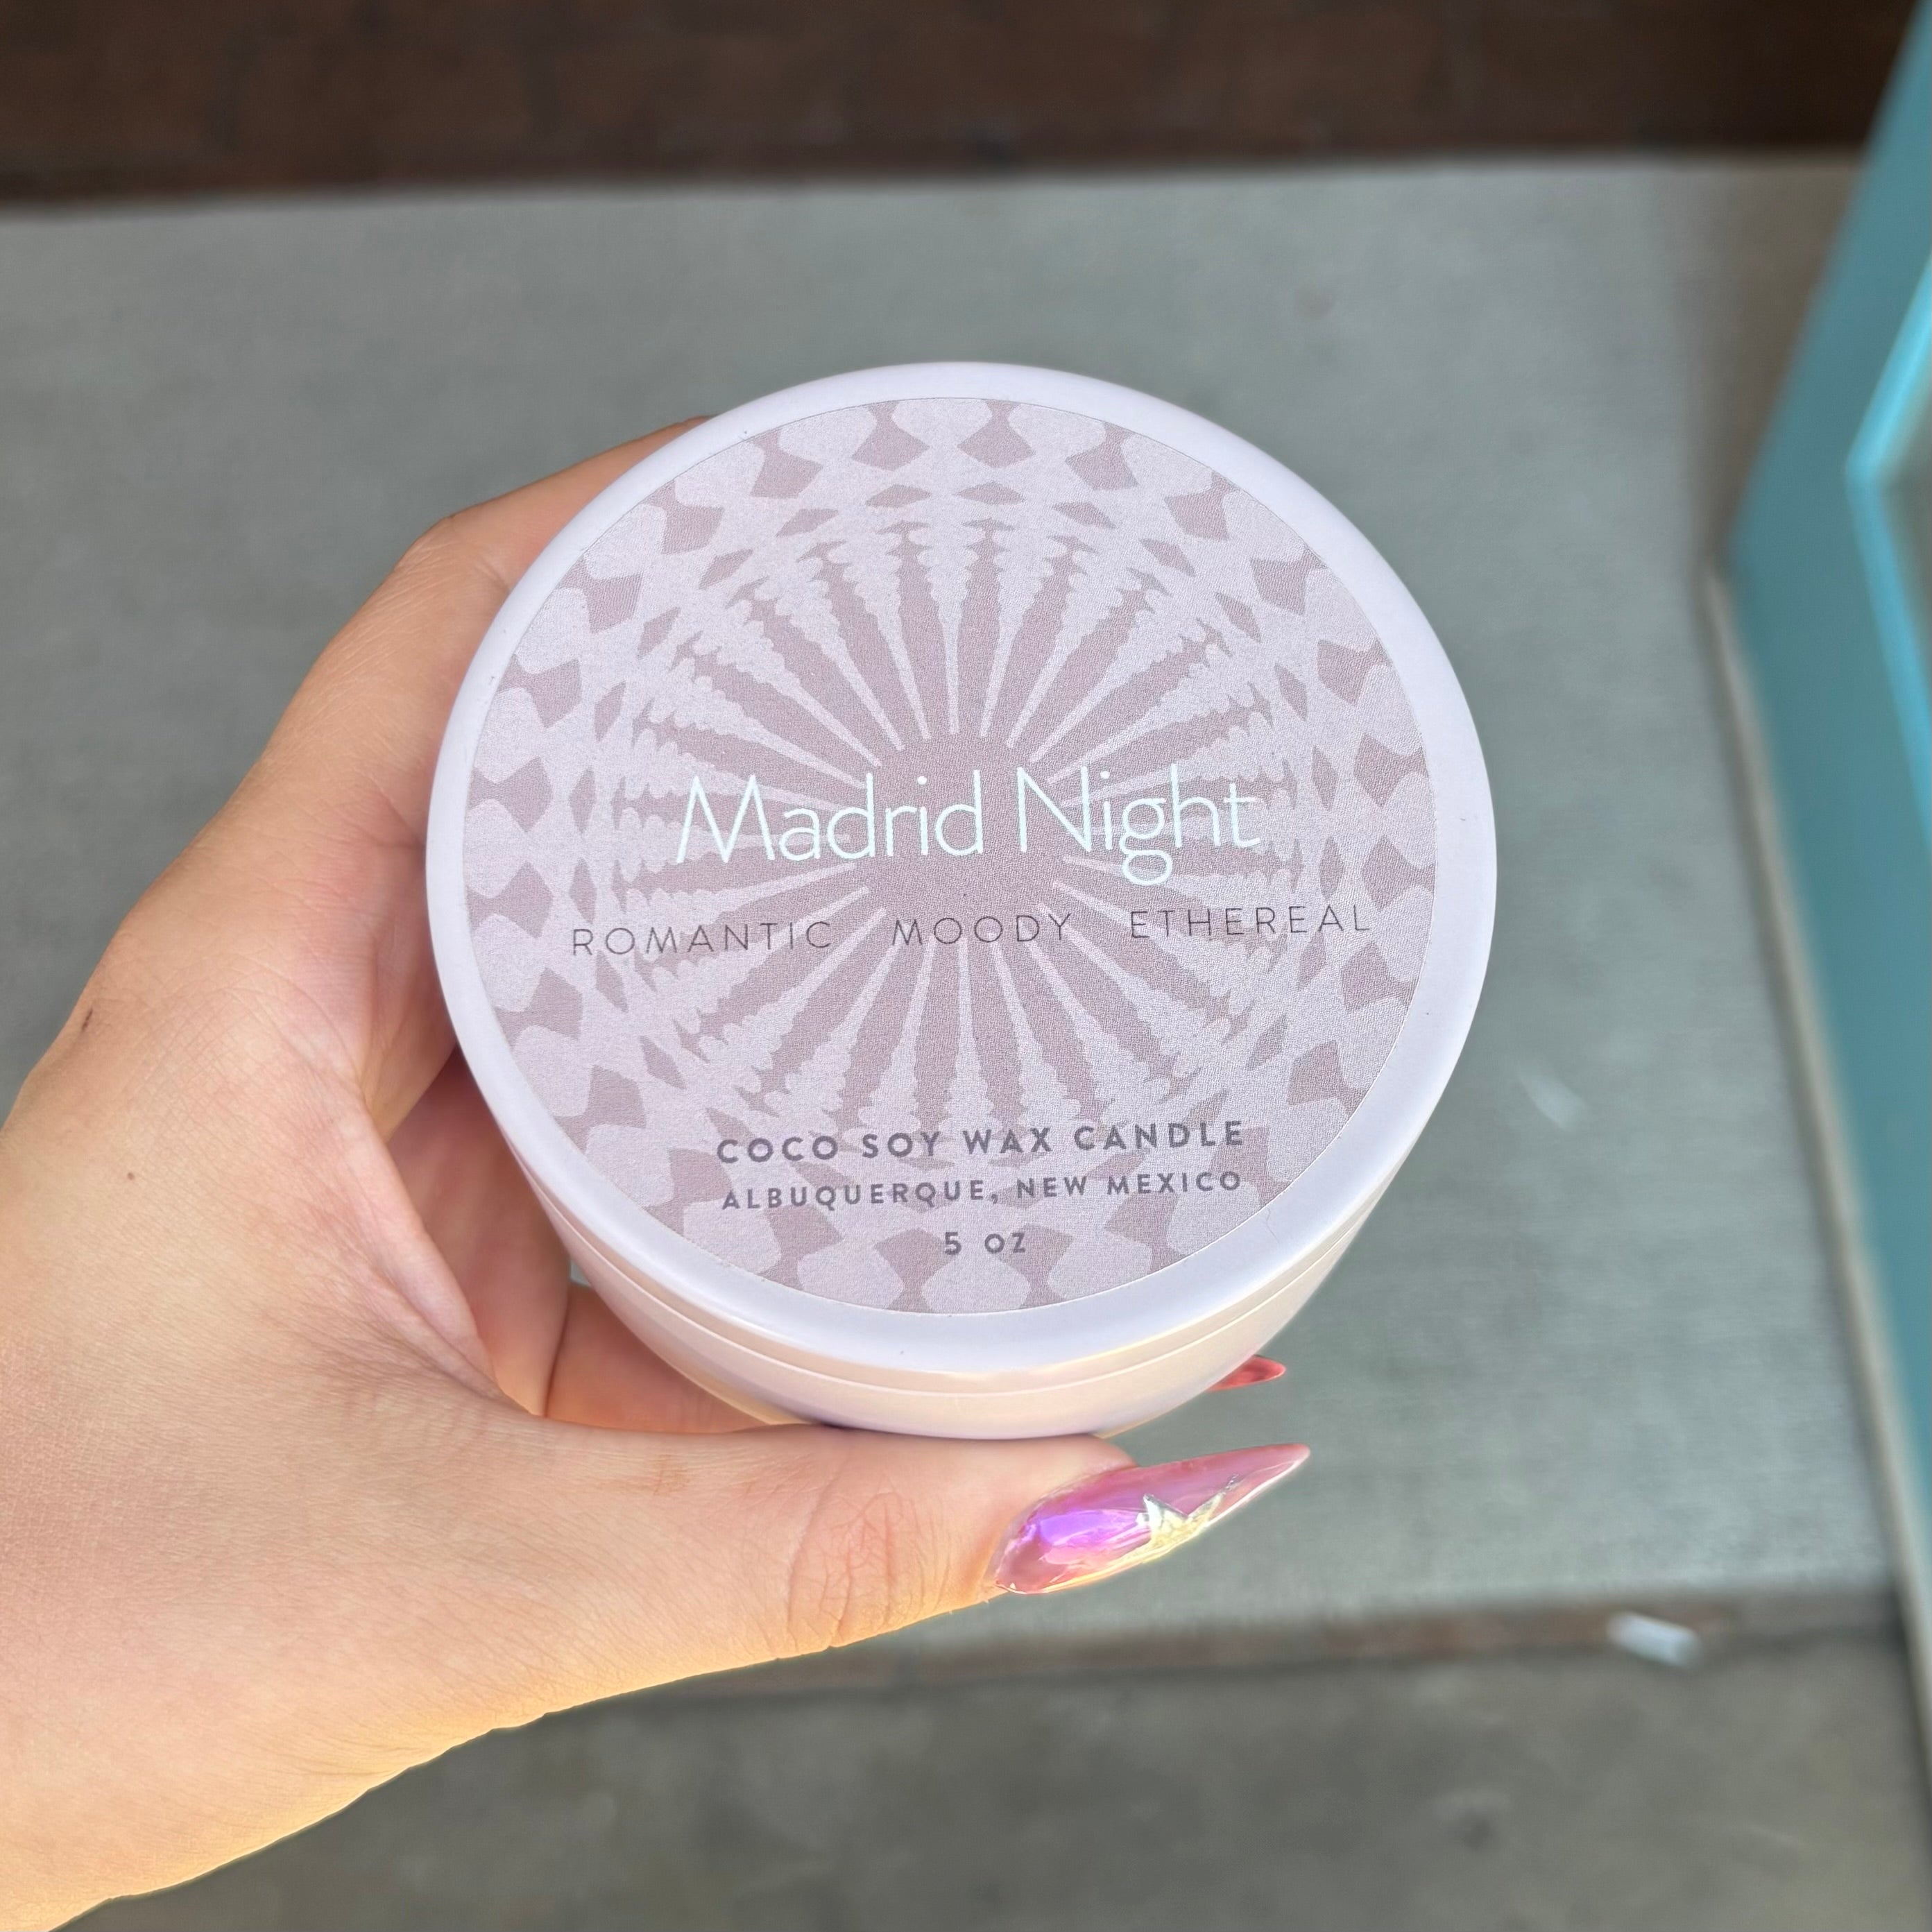 Madrid Night
ROMANTIC MOODY ETHEREAL
COCO SOY WAX CANDLE
ALBUQUERQUE, NEW MEXICO
5 OZ